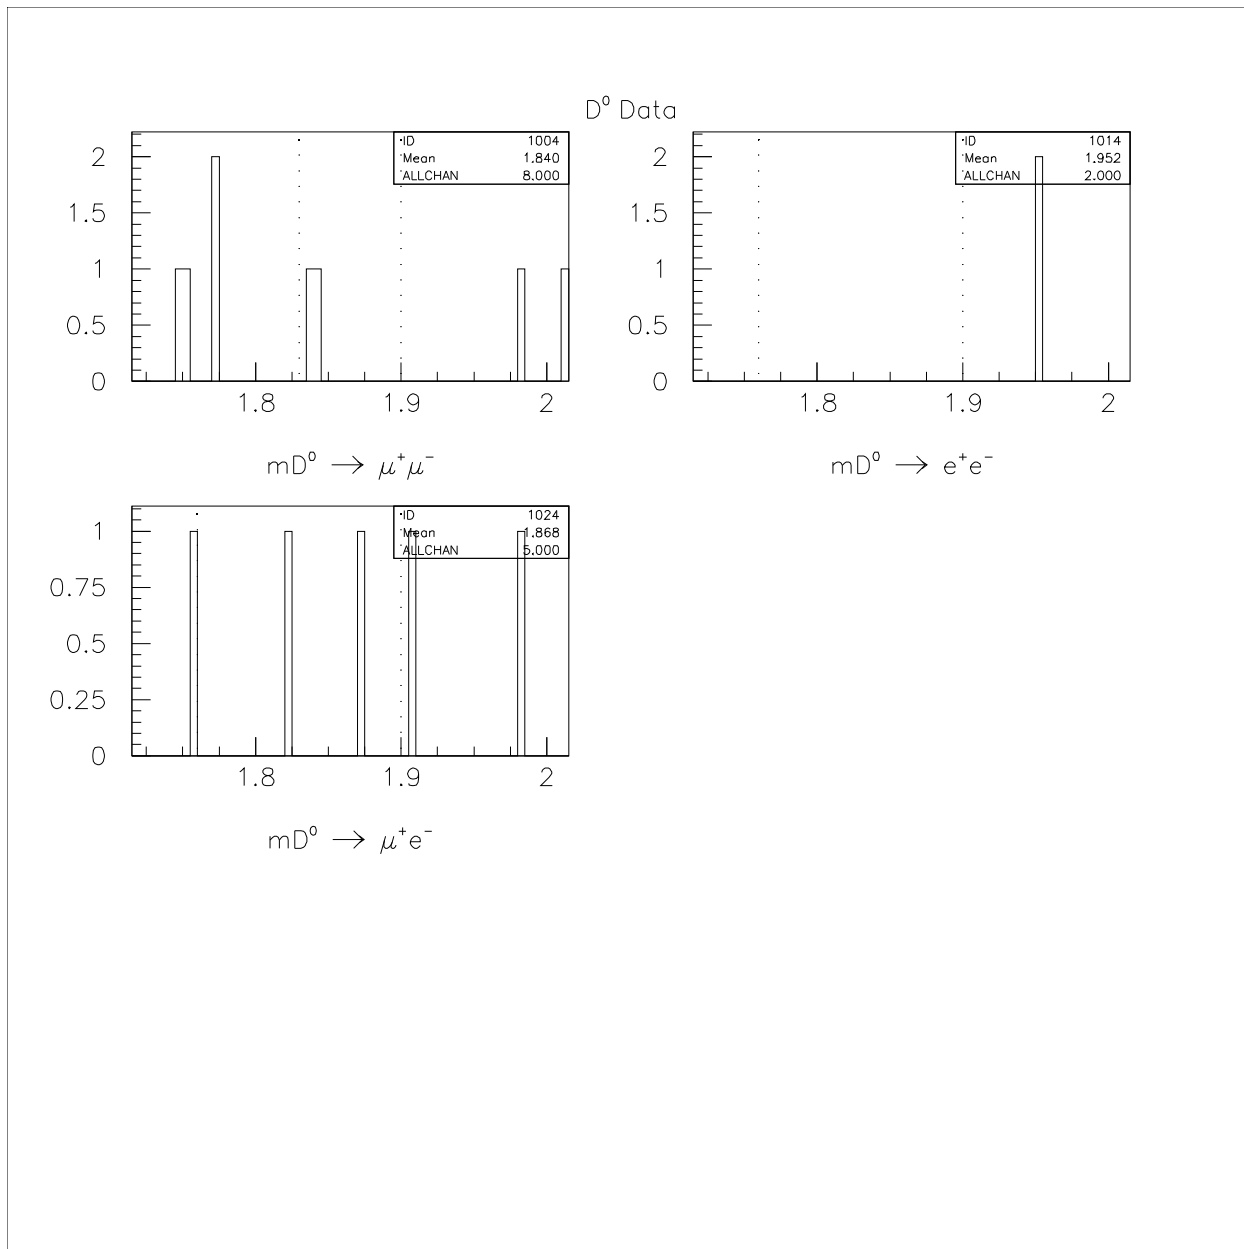 D⁰ Data
ID 1004
Mean 1.840
ALLCHAN 8.000
2
1.5
1
0.5
0
1.8 1.9 2
mD⁰ → μ⁺μ⁻
ID 1014
Mean 1.952
ALLCHAN 2.000
2
1.5
1
0.5
0
1.8 1.9 2
mD⁰ → e⁺e⁻
ID 1024
Mean 1.868
ALLCHAN 5.000
1
0.75
0.5
0.25
0
1.8 1.9 2
mD⁰ → μ⁺e⁻